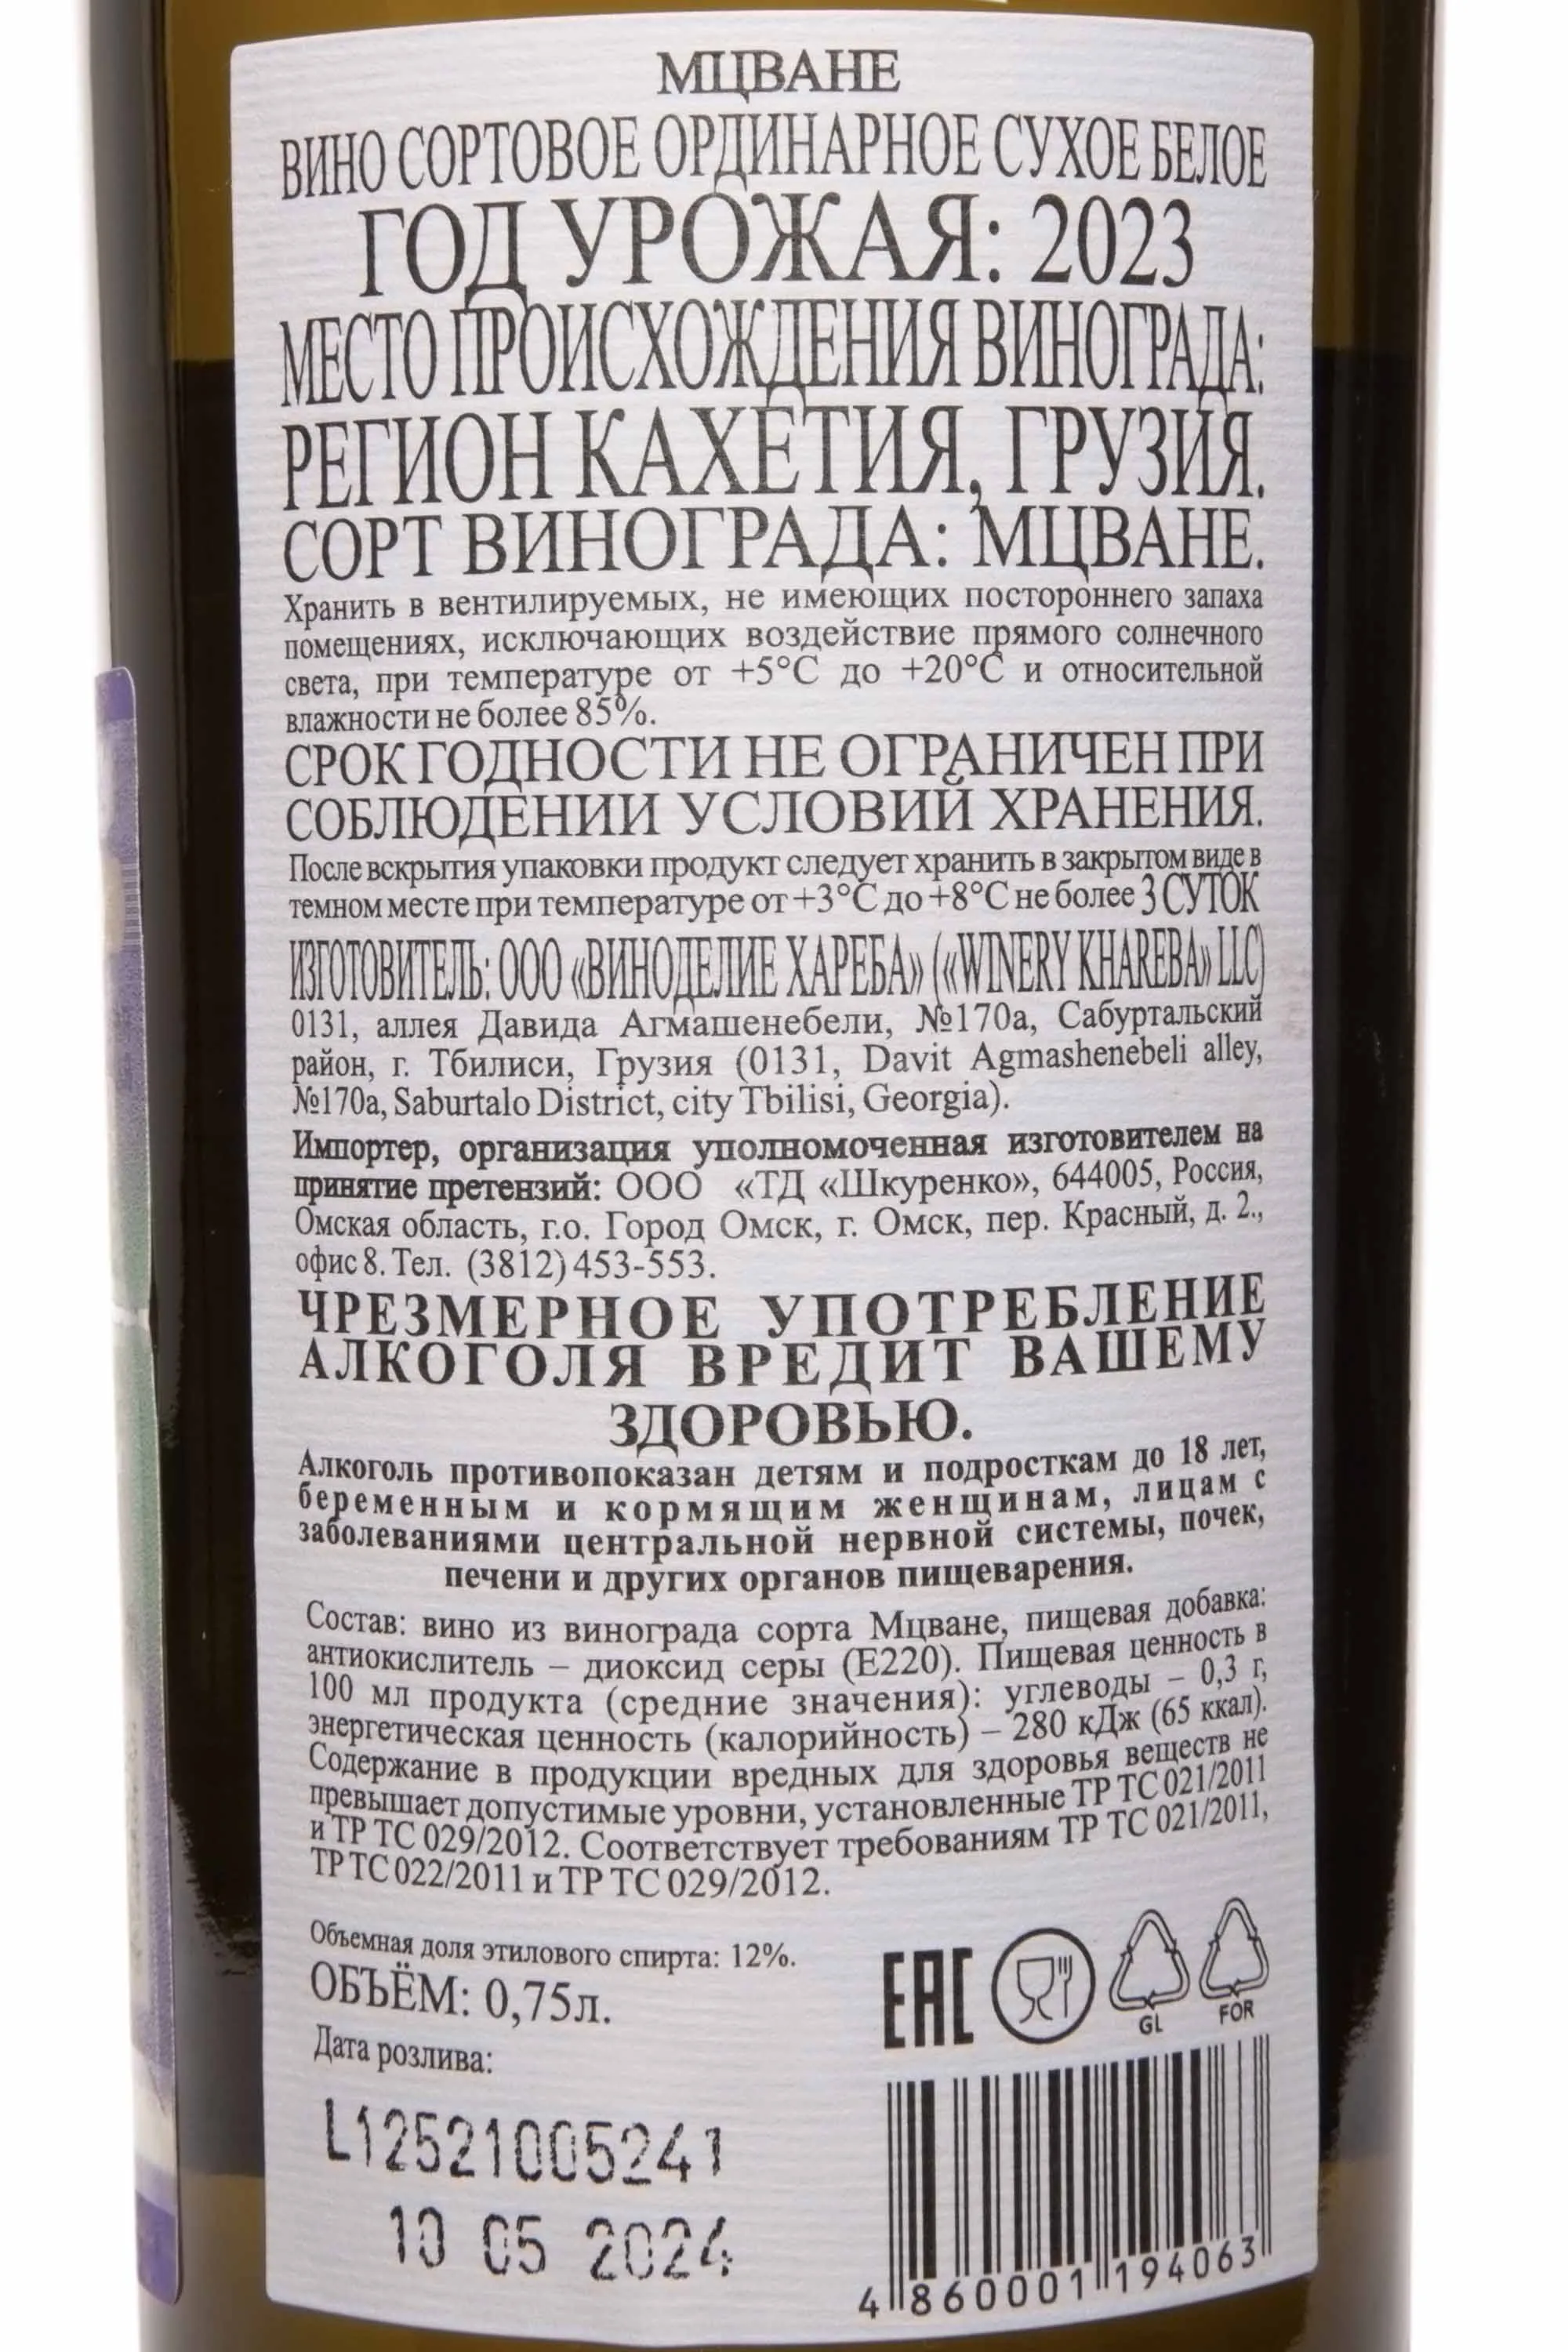 МЦВАНЕ
ВИНО СОРТОВОЕ ОРДИНАРНОЕ СУХОЕ БЕЛОЕ
ГОД УРОЖАЯ: 2023
МЕСТО ПРОИСХОЖДЕНИЯ ВИНОГРАДА:
РЕГИОН КАХЕТИЯ, ГРУЗИЯ.
СОРТ ВИНОГРАДА: МЦВАНЕ.
Хранить в вентилируемых, не имеющих постороннего запаха
помещениях, исключающих воздействие прямого солнечного
света, при температуре от +5°C до +20°C и относительной
влажности не более 85%.
СРОК ГОДНОСТИ НЕ ОГРАНИЧЕН ПРИ
СОБЛЮДЕНИИ УСЛОВИЙ ХРАНЕНИЯ.
После вскрытия упаковки продукт следует хранить в закрытом виде в
темном месте при температуре от +3°C до +8°C не более 3 СУТОК
ИЗГОТОВИТЕЛЬ: ООО «ВИНОДЕЛИЕ ХАРЕБА» («WINERY KHAREBA» LLC)
0131, аллея Давида Агмашенебели, №170а, Сабуртальский
район, г. Тбилиси, Грузия (0131, Davit Agmashenebeli alley,
№170a, Saburtalo District, city Tbilisi, Georgia).
Импортер, организация уполномоченная изготовителем на
принятие претензий: ООО «ТД «Шкуренко», 644005, Россия,
Омская область, г.о. Город Омск, г. Омск, пер. Красный, д. 2.,
офис 8. Тел. (3812) 453-553.
ЧРЕЗМЕРНОЕ УПОТРЕБЛЕНИЕ
АЛКОГОЛЯ ВРЕДИТ ВАШЕМУ
ЗДОРОВЬЮ.
Алкоголь противопоказан детям и подросткам до 18 лет,
беременным и кормящим женщинам, лицам с
заболеваниями центральной нервной системы, почек,
печени и других органов пищеварения.
Состав: вино из винограда сорта Мцване, пищевая добавка:
антиокислитель – диоксид серы (Е220). Пищевая ценность в
100 мл продукта (средние значения): углеводы – 0,3 г,
энергетическая ценность (калорийность) – 280 кДж (65 ккал).
Содержание в продукции вредных для здоровья веществ не
превышает допустимые уровни, установленные ТР ТС 021/2011
и ТР ТС 029/2012. Соответствует требованиям ТР ТС 021/2011,
ТР ТС 022/2011 и ТР ТС 029/2012.
Объемная доля этилового спирта: 12%.
ОБЪЁМ: 0,75л.
Дата розлива:
EAC
GL
FOR
L12521005241
10 05 2024
4 860001 194063